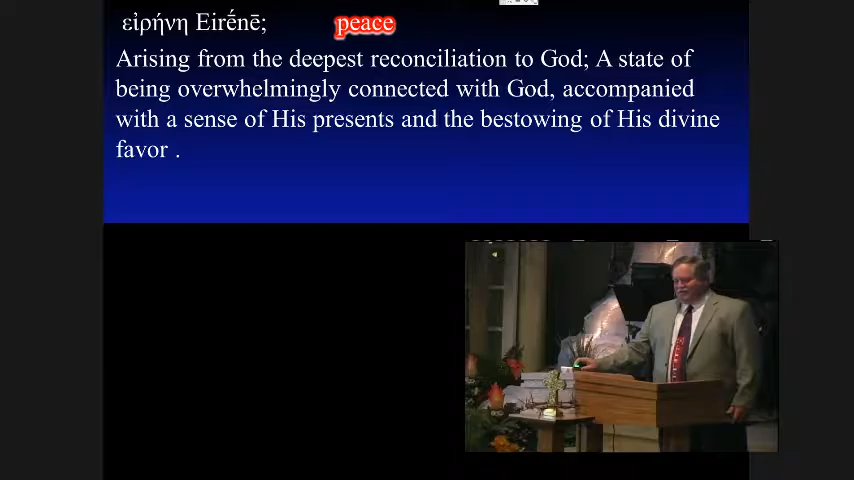 εἰρήνη Eirḗnē; peace
Arising from the deepest reconciliation to God; A state of
being overwhelmingly connected with God, accompanied
with a sense of His presents and the bestowing of His divine
favor .